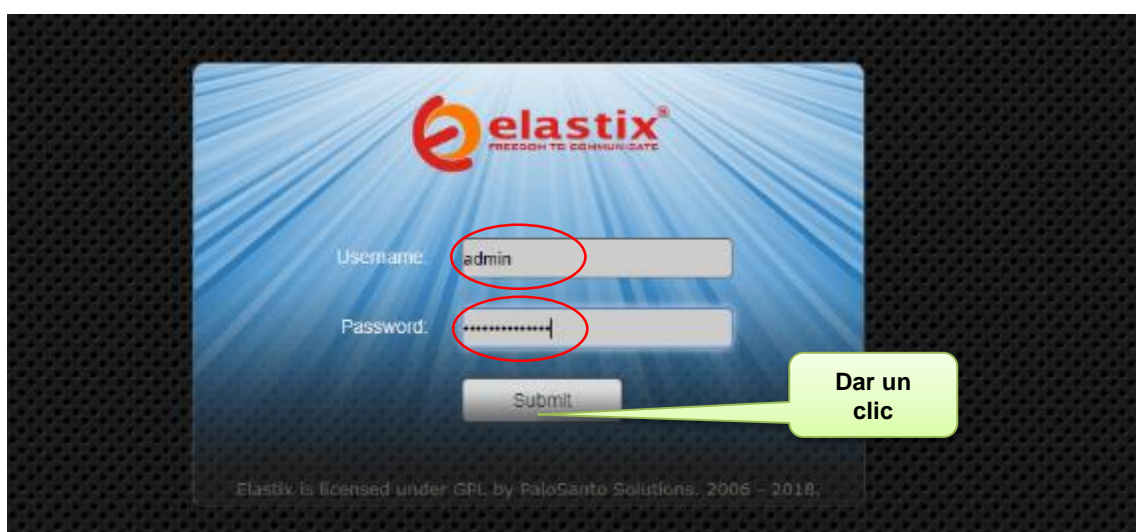 elastix®
FREEDOM TO COMMUNICATE
Username:
admin
Password:
••••••••••••••
Submit
Dar un
clic
Elastix is licensed under GPL by PaloSanto Solutions. 2006 - 2018.